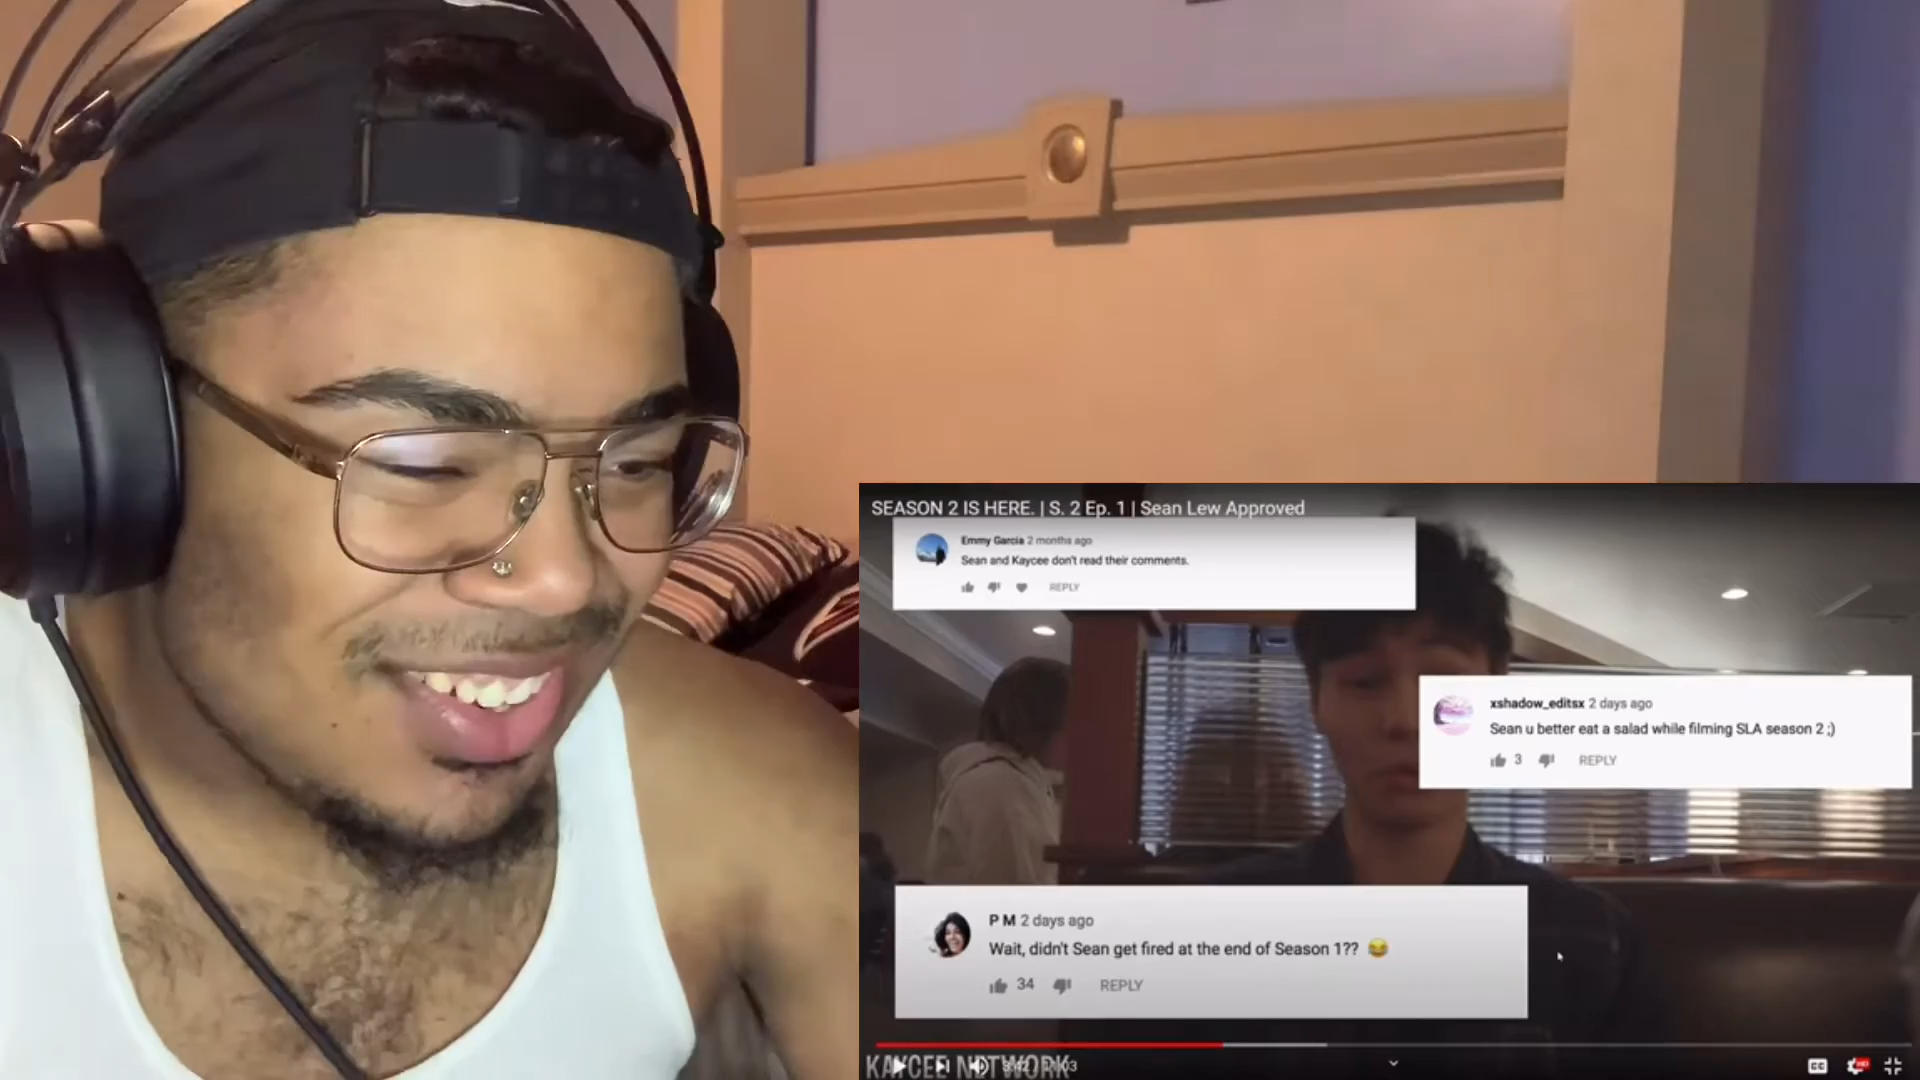 SEASON 2 IS HERE. | S. 2 Ep. 1 | Sean Lew Approved
Emmy Garcia 2 months ago
Sean and Kaycee don't read their comments.
REPLY
xshadow_editsx 2 days ago
Sean u better eat a salad while filming SLA season 2 ;)
3 REPLY
P M 2 days ago
Wait, didn't Sean get fired at the end of Season 1?? 😂
34 REPLY
KAYCEE NETWORK
CC HD